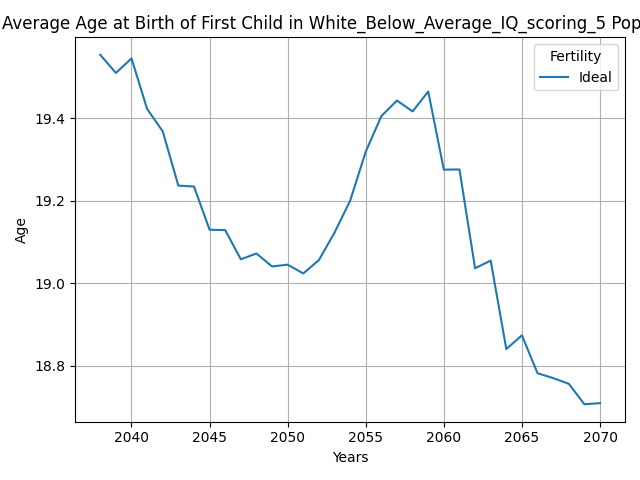 Average Age at Birth of First Child in White_Below_Average_IQ_scoring_5 Pop
Fertility
Ideal
19.4
19.2
19.0
18.8
Age
2040 2045 2050 2055 2060 2065 2070
Years